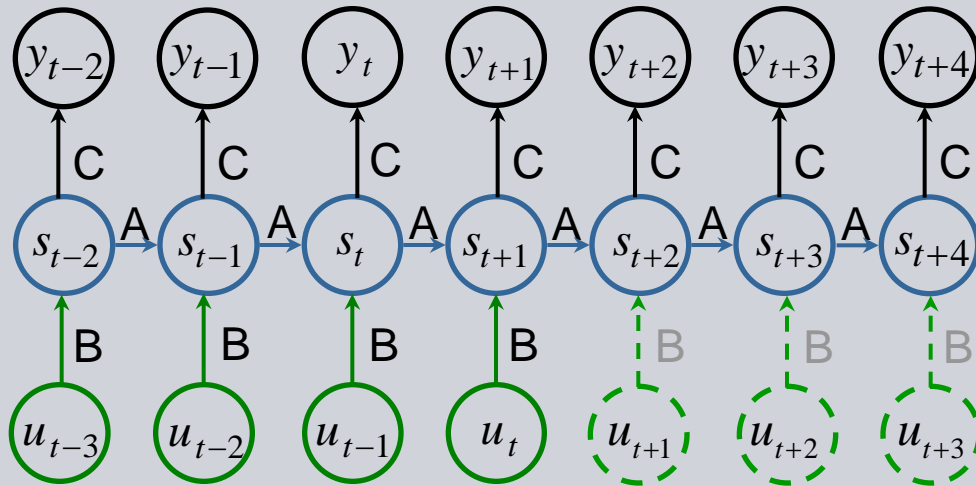 y_{t-2} y_{t-1} y_t y_{t+1} y_{t+2} y_{t+3} y_{t+4}
C C C C C C C
A A A A A A
s_{t-2} s_{t-1} s_t s_{t+1} s_{t+2} s_{t+3} s_{t+4}
B B B B B B B
u_{t-3} u_{t-2} u_{t-1} u_t u_{t+1} u_{t+2} u_{t+3}